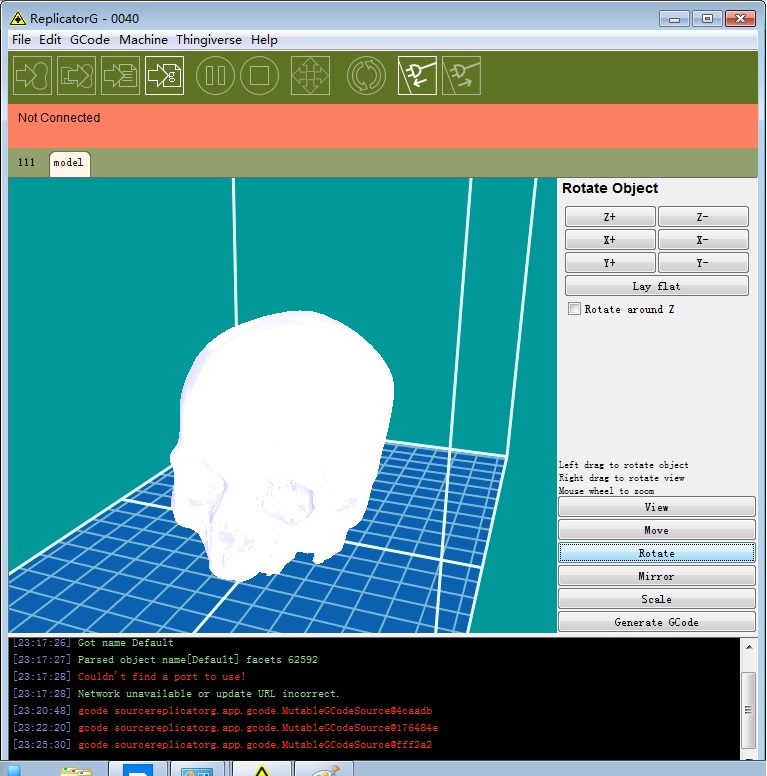 ReplicatorG - 0040
File Edit GCode Machine Thingiverse Help
Not Connected
111 model
Rotate Object
Z+ Z-
X+ X-
Y+ Y-
Lay flat
Rotate around Z
Left drag to rotate object
Right drag to rotate view
Mouse wheel to zoom
View
Move
Rotate
Mirror
Scale
Generate GCode
[23:17:26] Got name Default
[23:17:27] Parsed object name[Default] facets 62592
[23:17:28] Couldn't find a port to use!
[23:17:28] Network unavailable or update URL incorrect.
[23:20:48] gcode sourcereplicatorg.app.gcode.MutableGCodeSource@4caadb
[23:22:20] gcode sourcereplicatorg.app.gcode.MutableGCodeSource@176484e
[23:25:30] gcode sourcereplicatorg.app.gcode.MutableGCodeSource@fff2a2